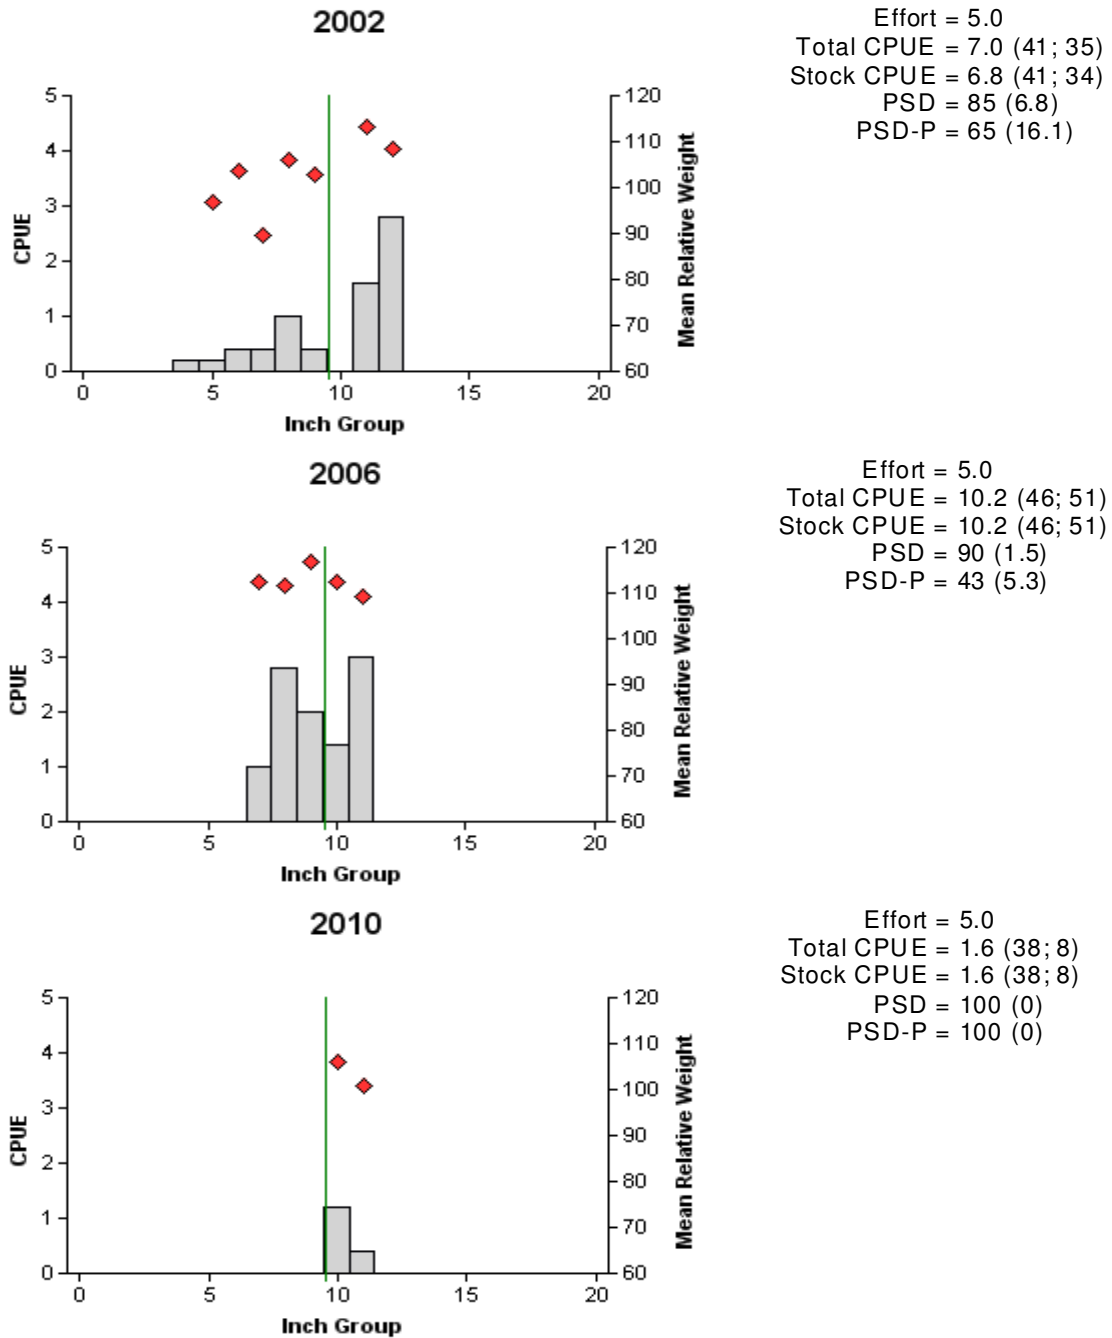 2002
Effort = 5.0
Total CPUE = 7.0 (41; 35)
Stock CPUE = 6.8 (41; 34)
PSD = 85 (6.8)
PSD-P = 65 (16.1)
5
4
3
2
1
0
CPUE
120
110
100
90
80
70
60
Mean Relative Weight
0 5 10 15 20
Inch Group
2006
Effort = 5.0
Total CPUE = 10.2 (46; 51)
Stock CPUE = 10.2 (46; 51)
PSD = 90 (1.5)
PSD-P = 43 (5.3)
5
4
3
2
1
0
CPUE
120
110
100
90
80
70
60
Mean Relative Weight
0 5 10 15 20
Inch Group
2010
Effort = 5.0
Total CPUE = 1.6 (38; 8)
Stock CPUE = 1.6 (38; 8)
PSD = 100 (0)
PSD-P = 100 (0)
5
4
3
2
1
0
CPUE
120
110
100
90
80
70
60
Mean Relative Weight
0 5 10 15 20
Inch Group